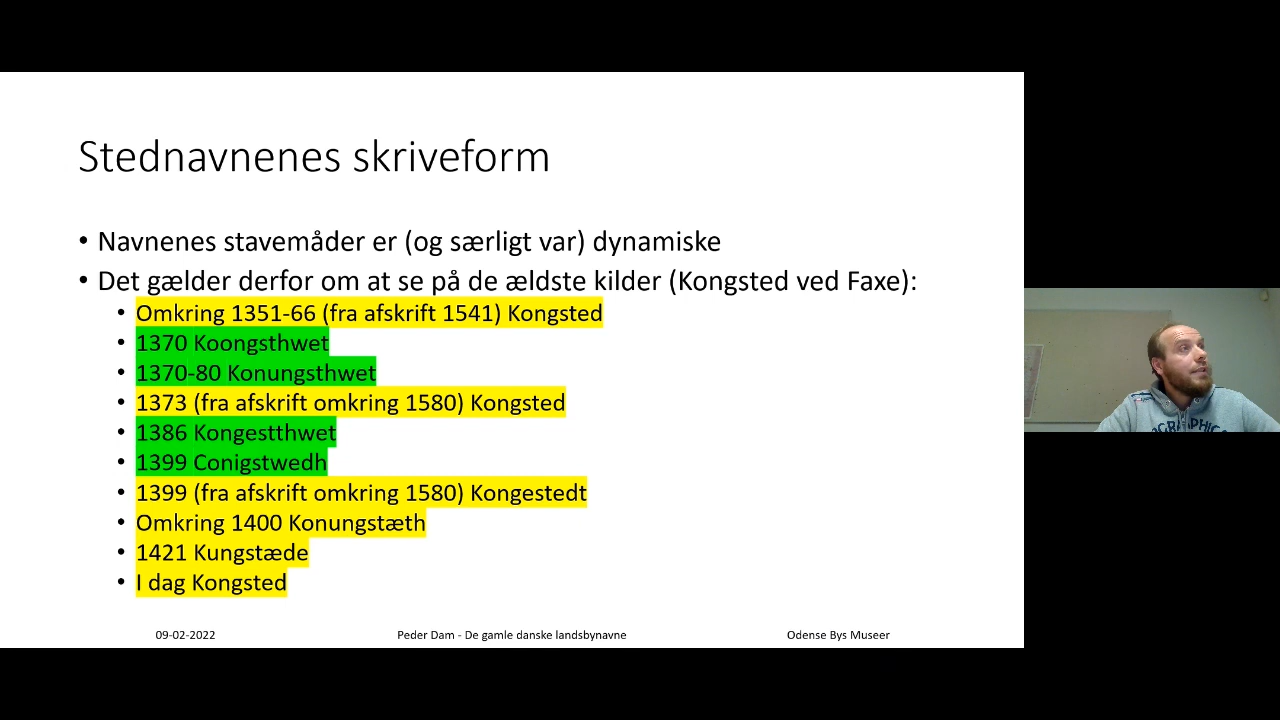 Stednavnenes skriveform
• Navnenes stavemåder er (og særligt var) dynamiske
• Det gælder derfor om at se på de ældste kilder (Kongsted ved Faxe):
• Omkring 1351-66 (fra afskrift 1541) Kongsted
• 1370 Koongsthwet
• 1370-80 Konungsthwet
• 1373 (fra afskrift omkring 1580) Kongsted
• 1386 Kongestthwet
• 1399 Conigstwedh
• 1399 (fra afskrift omkring 1580) Kongestedt
• Omkring 1400 Konungstæth
• 1421 Kungstæde
• I dag Kongsted
09-02-2022 Peder Dam - De gamle danske landsbynavne Odense Bys Museer